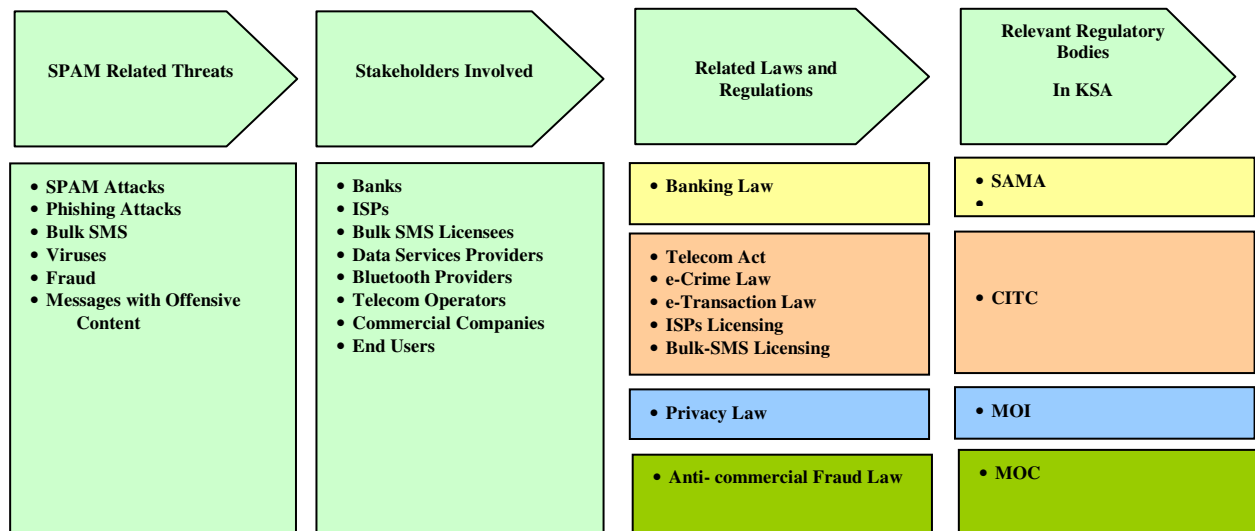 SPAM Related Threats
Stakeholders Involved
Related Laws and
Regulations
Relevant Regulatory
Bodies
In KSA
• SPAM Attacks
• Phishing Attacks
• Bulk SMS
• Viruses
• Fraud
• Messages with Offensive
Content
• Banks
• ISPs
• Bulk SMS Licensees
• Data Services Providers
• Bluetooth Providers
• Telecom Operators
• Commercial Companies
• End Users
• Banking Law
• Telecom Act
• e-Crime Law
• e-Transaction Law
• ISPs Licensing
• Bulk-SMS Licensing
• Privacy Law
• Anti- commercial Fraud Law
• SAMA
•
• CITC
• MOI
• MOC